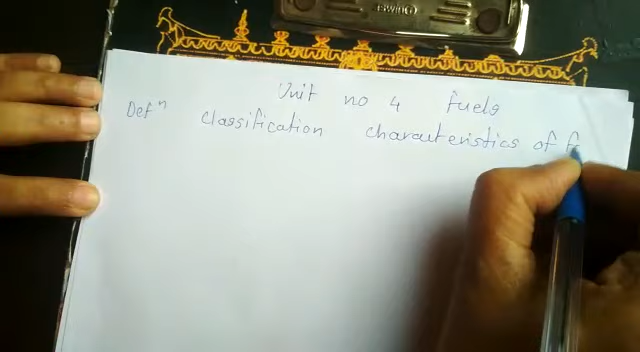 Unit no 4 fuels
Defⁿ classification characteristics of f